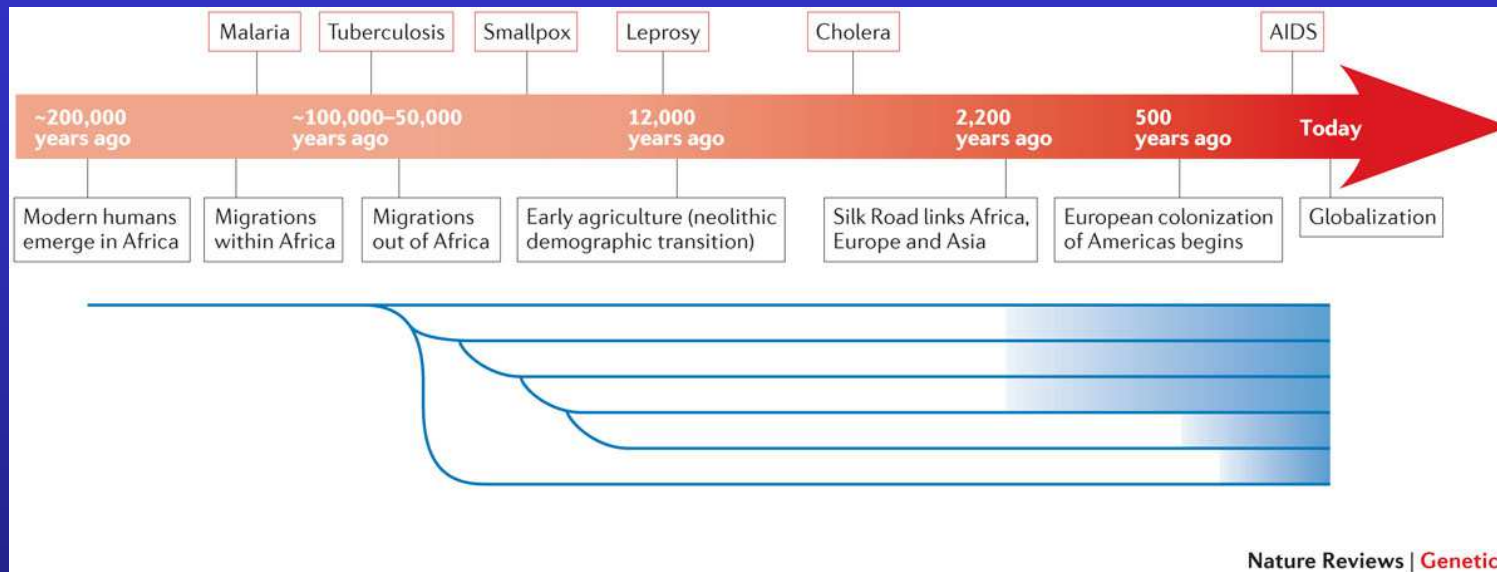 Malaria
Tuberculosis
Smallpox
Leprosy
Cholera
AIDS
~200,000
years ago
~100,000–50,000
years ago
12,000
years ago
2,200
years ago
500
years ago
Today
Modern humans
emerge in Africa
Migrations
within Africa
Migrations
out of Africa
Early agriculture (neolithic
demographic transition)
Silk Road links Africa,
Europe and Asia
European colonization
of Americas begins
Globalization
Nature Reviews | Genetic